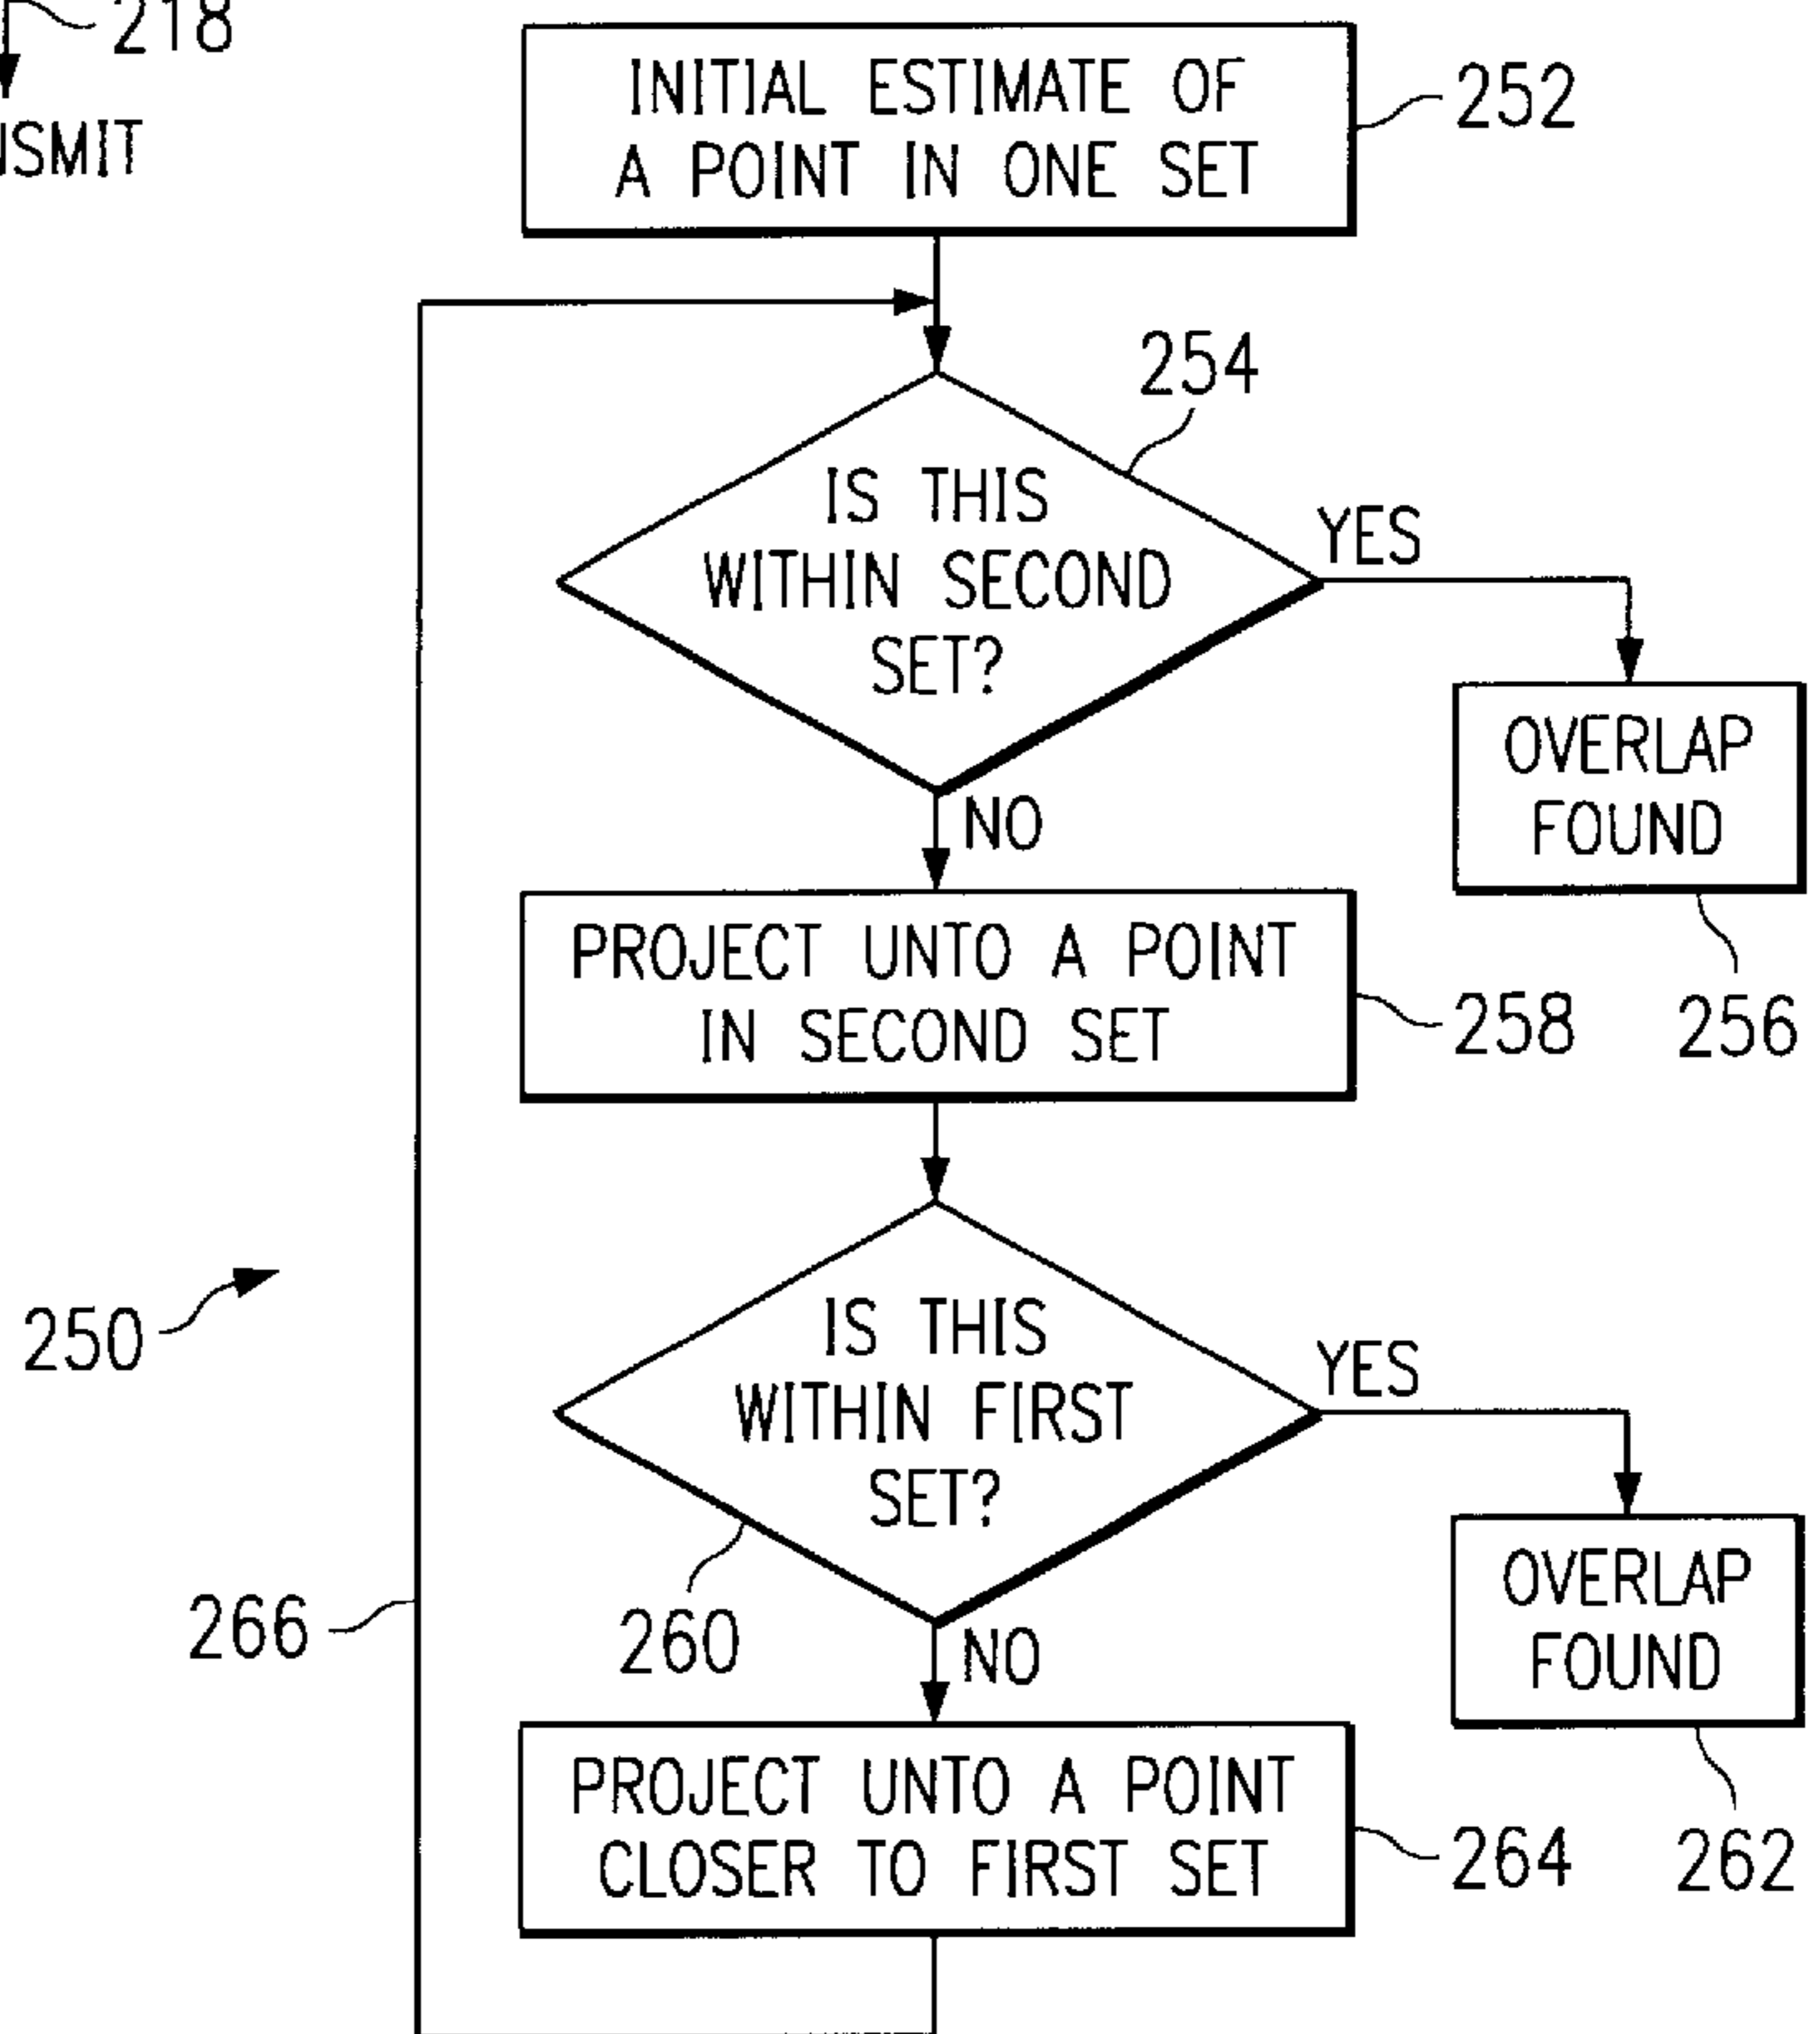 218
INITIAL ESTIMATE OF
A POINT IN ONE SET
252
254
IS THIS
WITHIN SECOND
SET?
YES
OVERLAP
FOUND
256
NO
PROJECT UNTO A POINT
IN SECOND SET
258
250
IS THIS
WITHIN FIRST
SET?
YES
260
266
OVERLAP
FOUND
262
NO
PROJECT UNTO A POINT
CLOSER TO FIRST SET
264